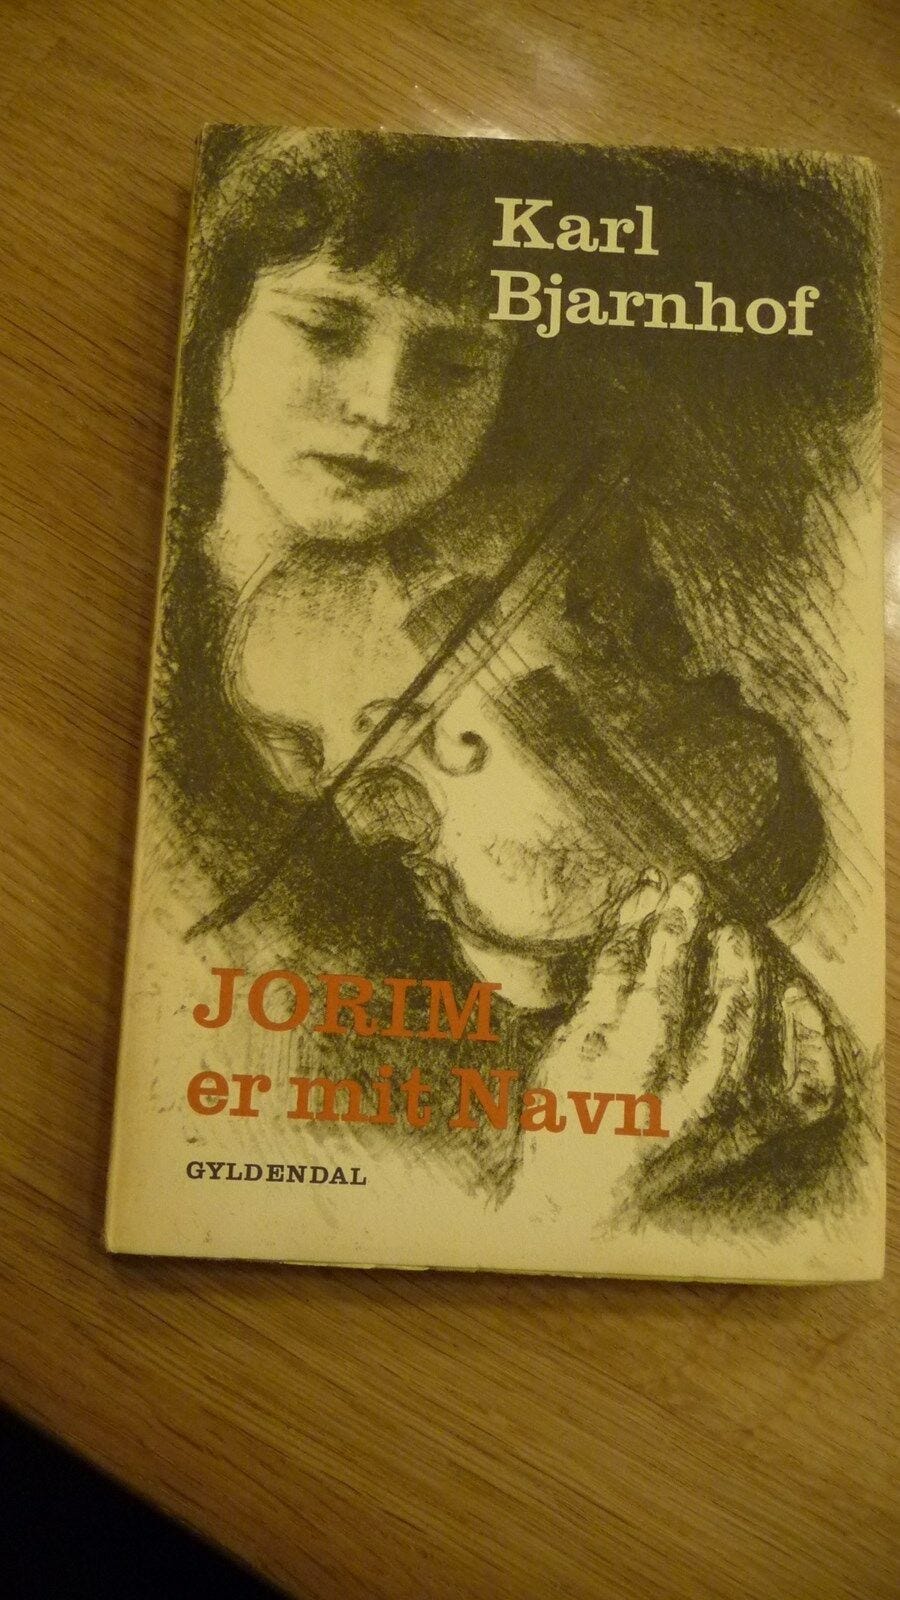 Karl
Bjarnhof
JORIM
er mit Navn
GYLDENDAL